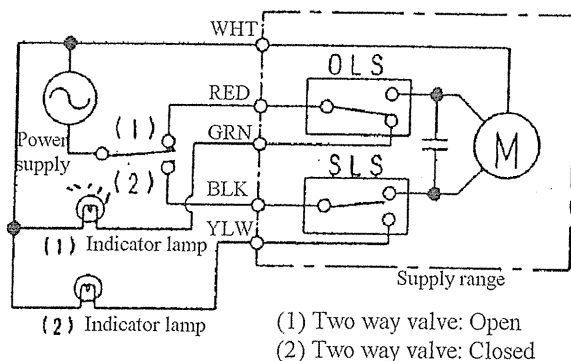 WHT
OLS
RED
(1)
GRN
Power
supply
M
(2)
SLS
BLK
YLW
(1) Indicator lamp
Supply range
(2) Indicator lamp
(1) Two way valve: Open
(2) Two way valve: Closed